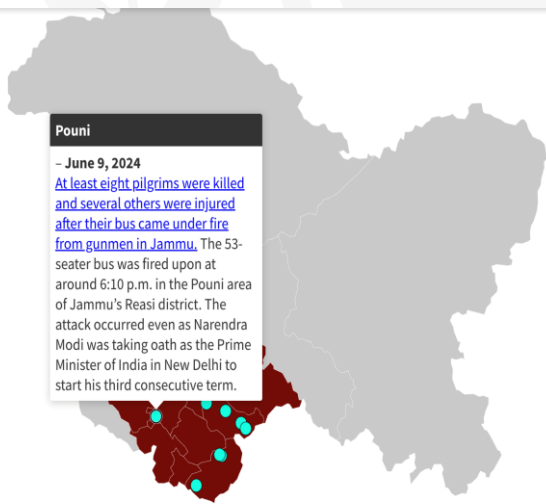 Pouni
– June 9, 2024
At least eight pilgrims were killed
and several others were injured
after their bus came under fire
from gunmen in Jammu. The 53-
seater bus was fired upon at
around 6:10 p.m. in the Pouni area
of Jammu’s Reasi district. The
attack occurred even as Narendra
Modi was taking oath as the Prime
Minister of India in New Delhi to
start his third consecutive term.